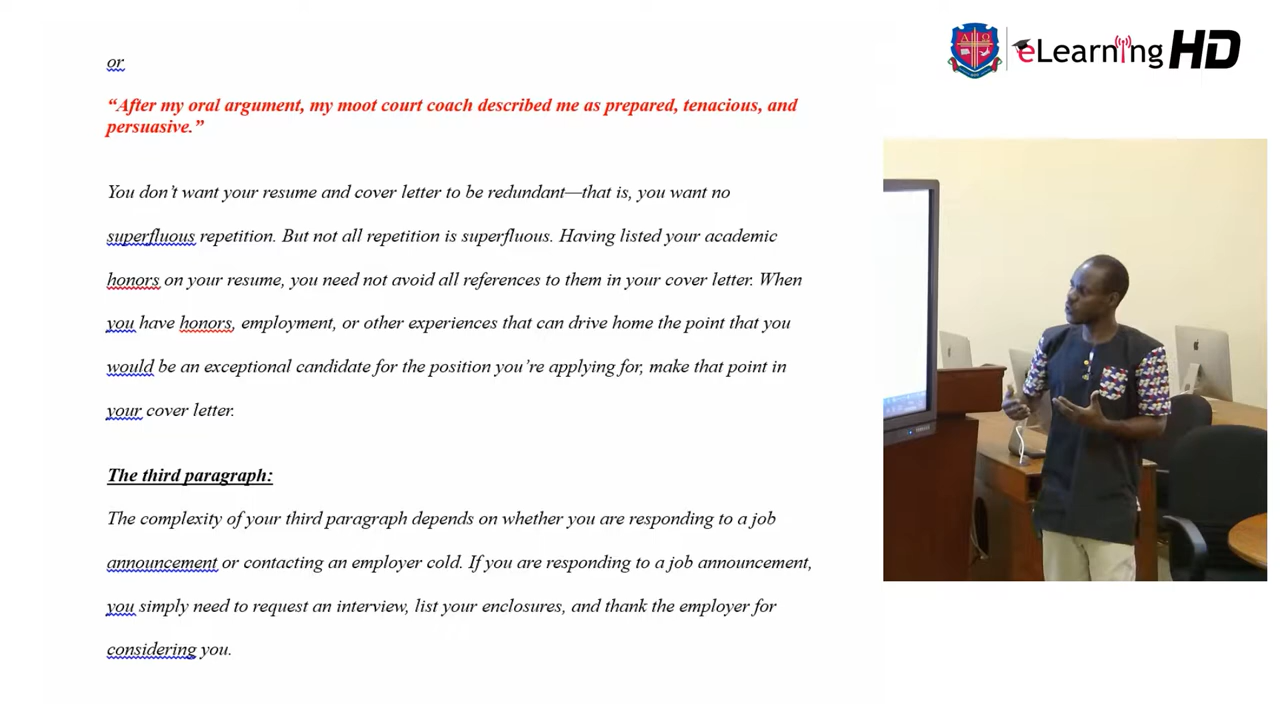 or
“After my oral argument, my moot court coach described me as prepared, tenacious, and
persuasive.”
You don’t want your resume and cover letter to be redundant—that is, you want no
superfluous repetition. But not all repetition is superfluous. Having listed your academic
honors on your resume, you need not avoid all references to them in your cover letter. When
you have honors, employment, or other experiences that can drive home the point that you
would be an exceptional candidate for the position you’re applying for, make that point in
your cover letter.
The third paragraph:
The complexity of your third paragraph depends on whether you are responding to a job
announcement or contacting an employer cold. If you are responding to a job announcement,
you simply need to request an interview, list your enclosures, and thank the employer for
considering you.
eLearning HD